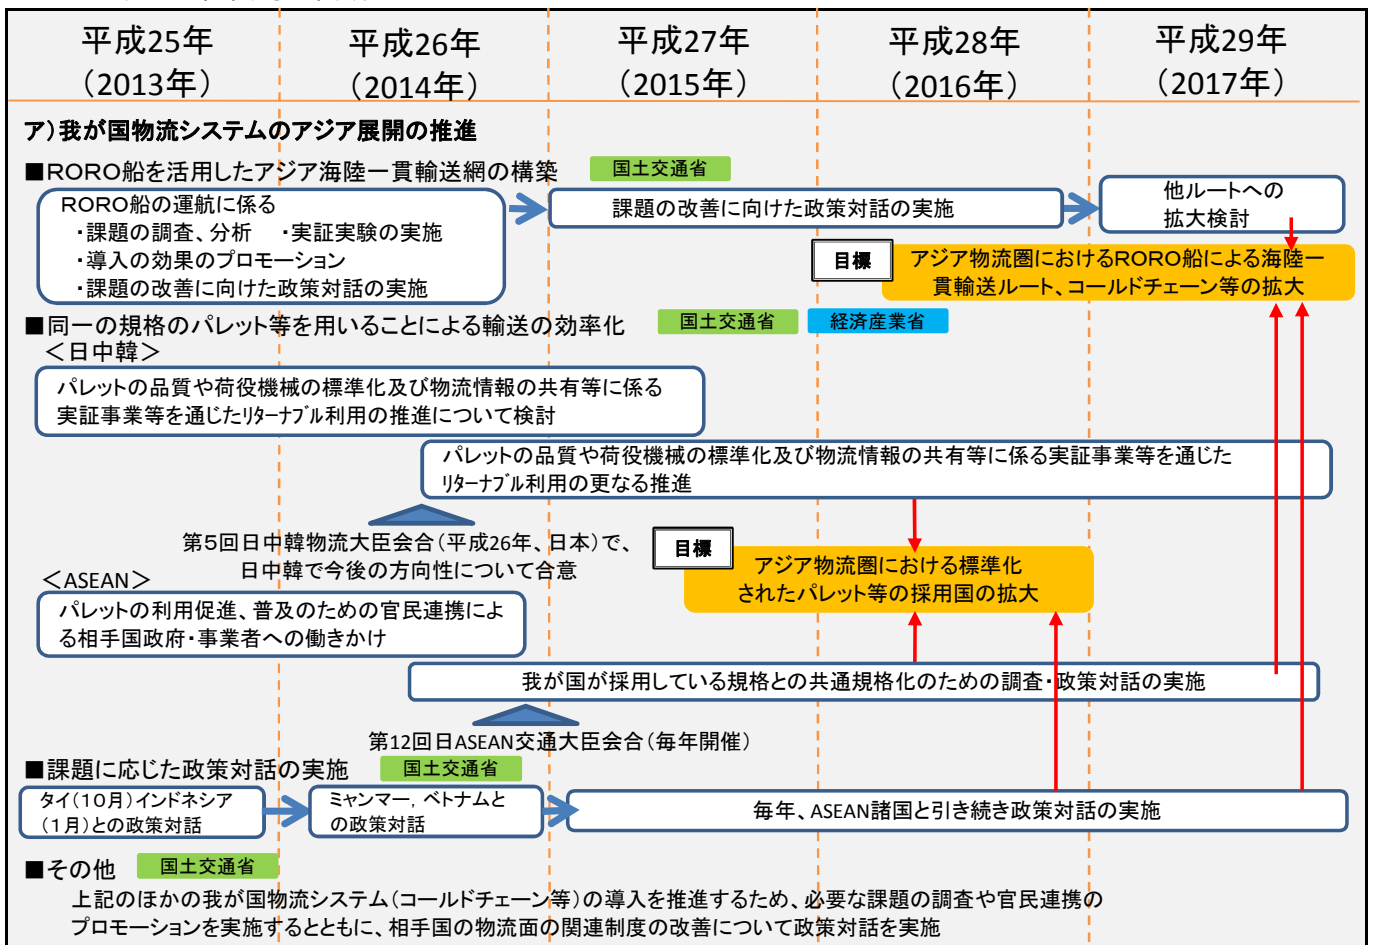 平成25年
(2013年)
平成26年
(2014年)
平成27年
(2015年)
平成28年
(2016年)
平成29年
(2017年)
ア)我が国物流システムのアジア展開の推進
■RORO船を活用したアジア海陸一貫輸送網の構築
国土交通省
RORO船の運航に係る
・課題の調査、分析 ・実証実験の実施
・導入の効果のプロモーション
・課題の改善に向けた政策対話の実施
課題の改善に向けた政策対話の実施
他ルートへの
拡大検討
目標
アジア物流圏におけるRORO船による海陸一
貫輸送ルート、コールドチェーン等の拡大
■同一の規格のパレット等を用いることによる輸送の効率化
国土交通省
経済産業省
＜日中韓＞
パレットの品質や荷役機械の標準化及び物流情報の共有等に係る
実証事業等を通じたﾘﾀｰﾅﾌﾞﾙ利用の推進について検討
パレットの品質や荷役機械の標準化及び物流情報の共有等に係る実証事業等を通じた
ﾘﾀｰﾅﾌﾞﾙ利用の更なる推進
第5回日中韓物流大臣会合(平成26年、日本)で、
日中韓で今後の方向性について合意
目標
アジア物流圏における標準化
されたパレット等の採用国の拡大
＜ASEAN＞
パレットの利用促進、普及のための官民連携によ
る相手国政府・事業者への働きかけ
我が国が採用している規格との共通規格化のための調査・政策対話の実施
第12回日ASEAN交通大臣会合(毎年開催)
■課題に応じた政策対話の実施
国土交通省
タイ(10月)インドネシア
(1月)との政策対話
ミャンマー,ベトナムと
の政策対話
毎年、ASEAN諸国と引き続き政策対話の実施
■その他
国土交通省
上記のほかの我が国物流システム(コールドチェーン等)の導入を推進するため、必要な課題の調査や官民連携の
プロモーションを実施するとともに、相手国の物流面の関連制度の改善について政策対話を実施